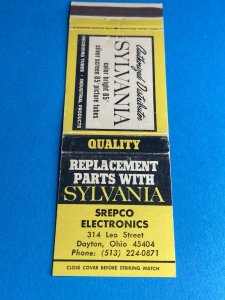 Authorized Distributor
SYLVANIA
color bright 85
silver screen 85 picture tubes
RECEIVING TUBES • INDUSTRIAL PRODUCTS
QUALITY
REPLACEMENT
PARTS WITH
SYLVANIA
SREPCO
ELECTRONICS
314 Leo Street
Dayton, Ohio 45404
Phone: (513) 224-0871
CLOSE COVER BEFORE STRIKING MATCH